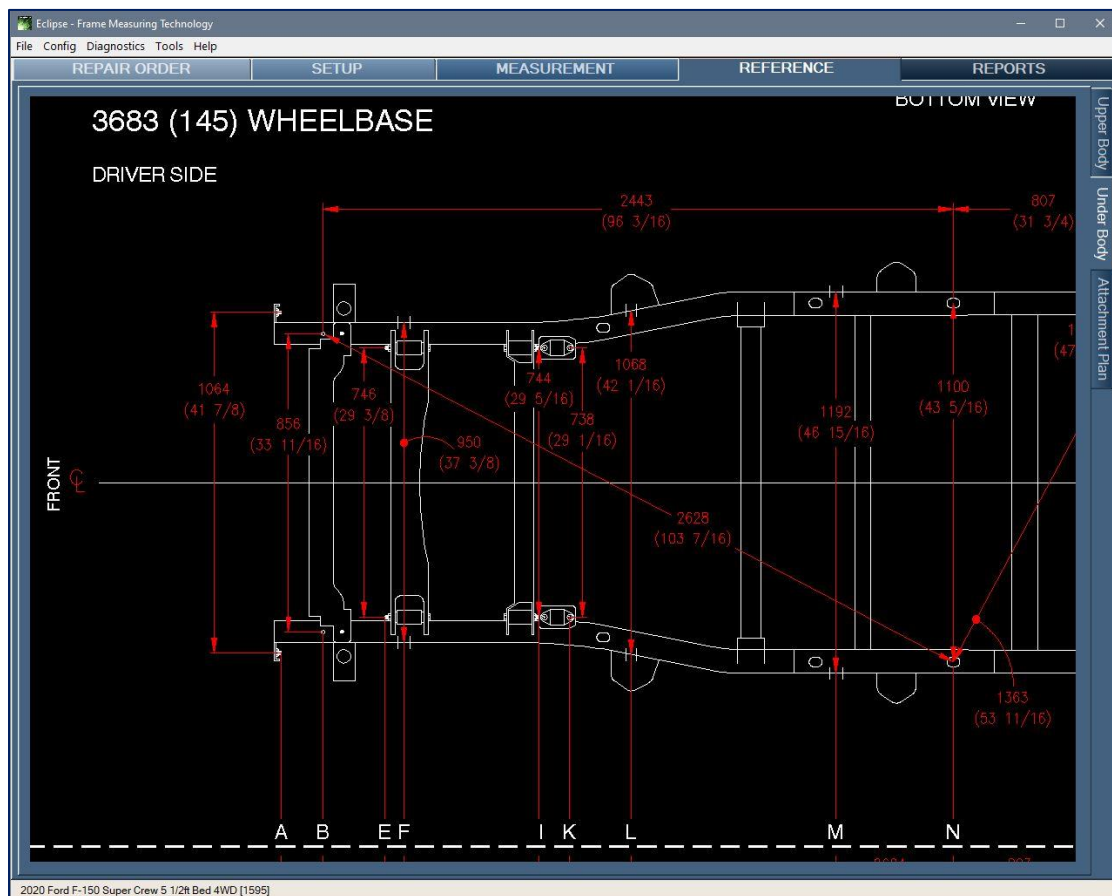 Eclipse - Frame Measuring Technology
File Config Diagnostics Tools Help
REPAIR ORDER SETUP MEASUREMENT REFERENCE REPORTS
BOTTOM VIEW
3683 (145) WHEELBASE
DRIVER SIDE
Upper Body
Under Body
Attachment Plan
2443
(96 3/16)
807
(31 3/4)
1064
(41 7/8)
856
(33 11/16)
746
(29 3/8)
950
(37 3/8)
744
(29 5/16)
738
(29 1/16)
1068
(42 1/16)
1192
(46 15/16)
1100
(43 5/16)
2628
(103 7/16)
1363
(53 11/16)
FRONT
CL
A B E F I K L M N
2020 Ford F-150 Super Crew 5 1/2ft Bed 4WD [1595]